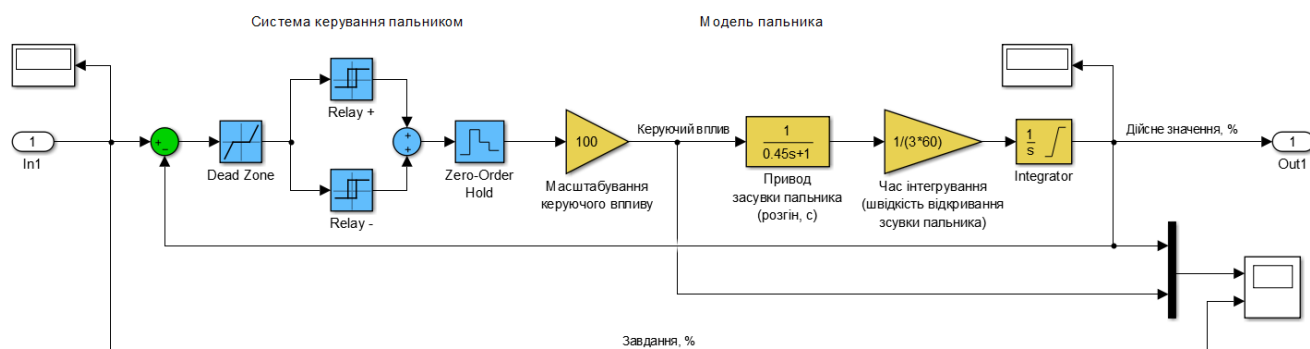 Система керування пальником
Модель пальника
1
In1
+
−
Dead Zone
Relay +
Relay -
+
+
Zero-Order
Hold
100
Масштабування
керуючого впливу
Керуючий вплив
1
0.45s+1
Привод
засувки пальника
(розгін, с)
1/(3*60)
Час інтегрування
(швидкість відкривання
зсувки пальника)
1
s
Integrator
Дійсне значення, %
1
Out1
Завдання, %